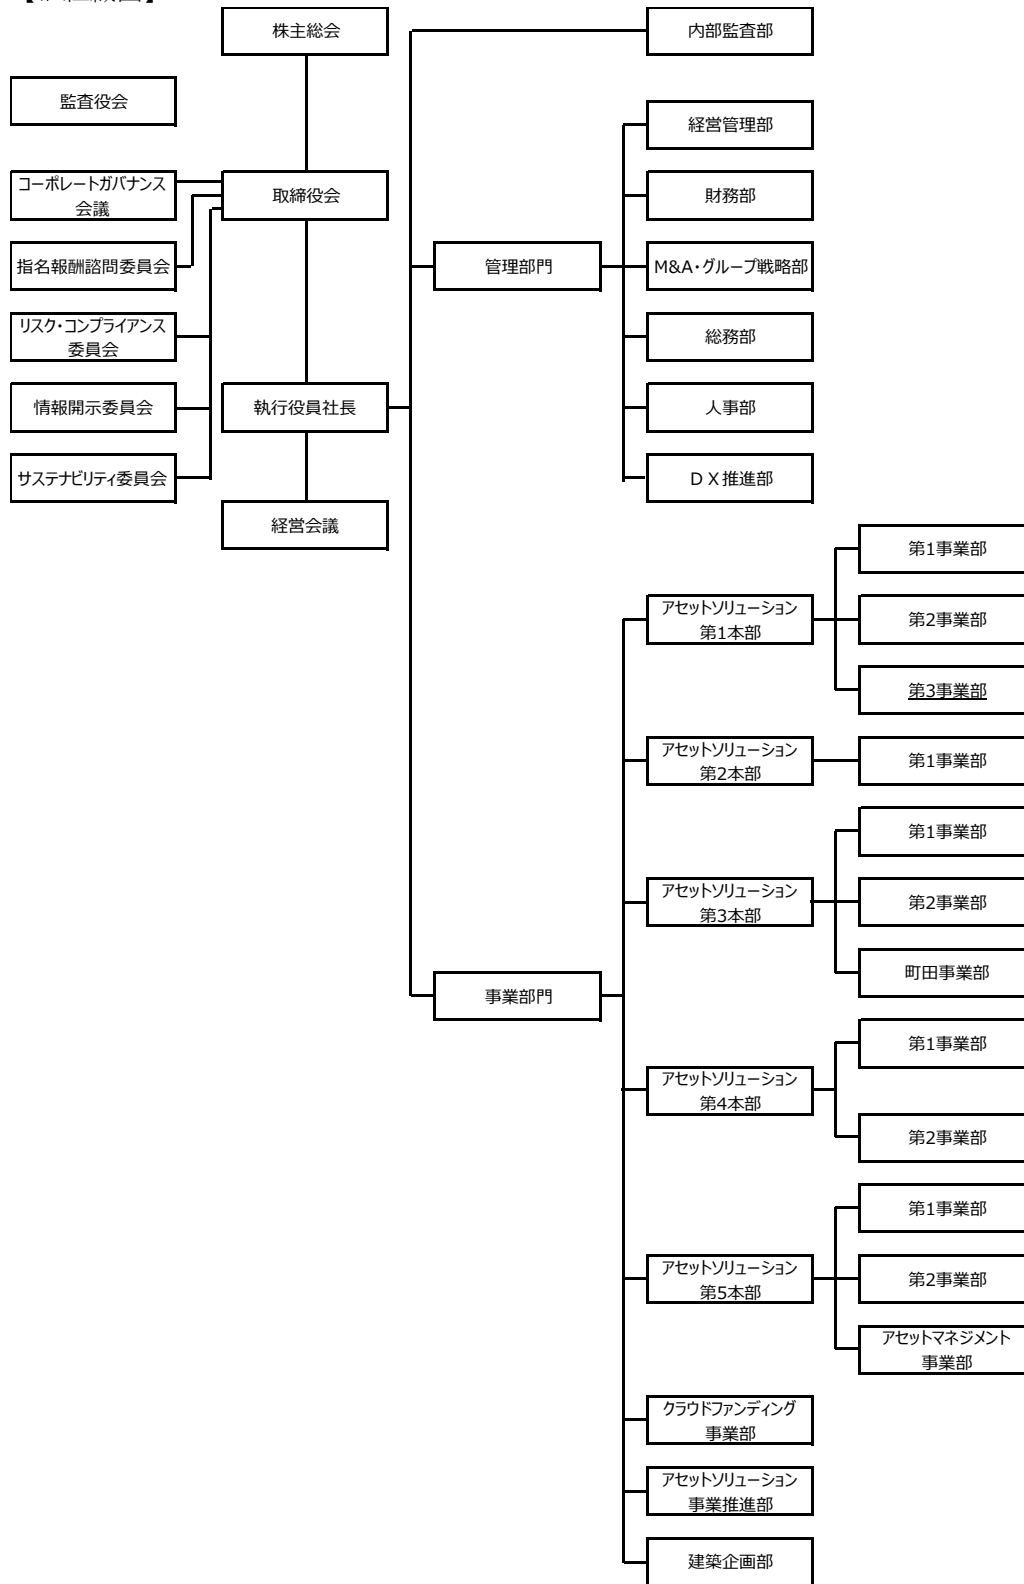 株主総会
内部監査部
監査役会
経営管理部
コーポレートガバナンス
会議
取締役会
財務部
指名報酬諮問委員会
管理部門
M&A・グループ戦略部
リスク・コンプライアンス
委員会
総務部
情報開示委員会
執行役員社長
人事部
サステナビリティ委員会
ＤＸ推進部
経営会議
第1事業部
アセットソリューション
第1本部
第2事業部
第3事業部
アセットソリューション
第2本部
第1事業部
第1事業部
アセットソリューション
第3本部
第2事業部
町田事業部
事業部門
第1事業部
アセットソリューション
第4本部
第2事業部
第1事業部
アセットソリューション
第5本部
第2事業部
アセットマネジメント
事業部
クラウドファンディング
事業部
アセットソリューション
事業推進部
建築企画部